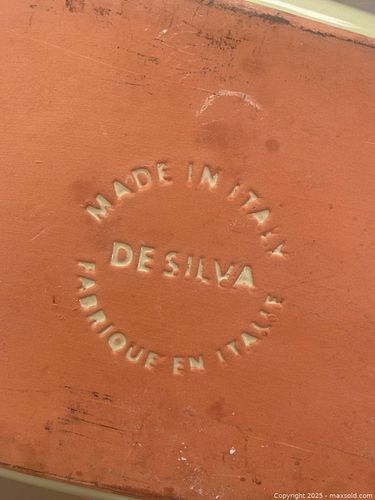 MADE IN ITALY
DE SILVA
FABRIQUE EN ITALIE
Copyright 2025 - maxsold.com